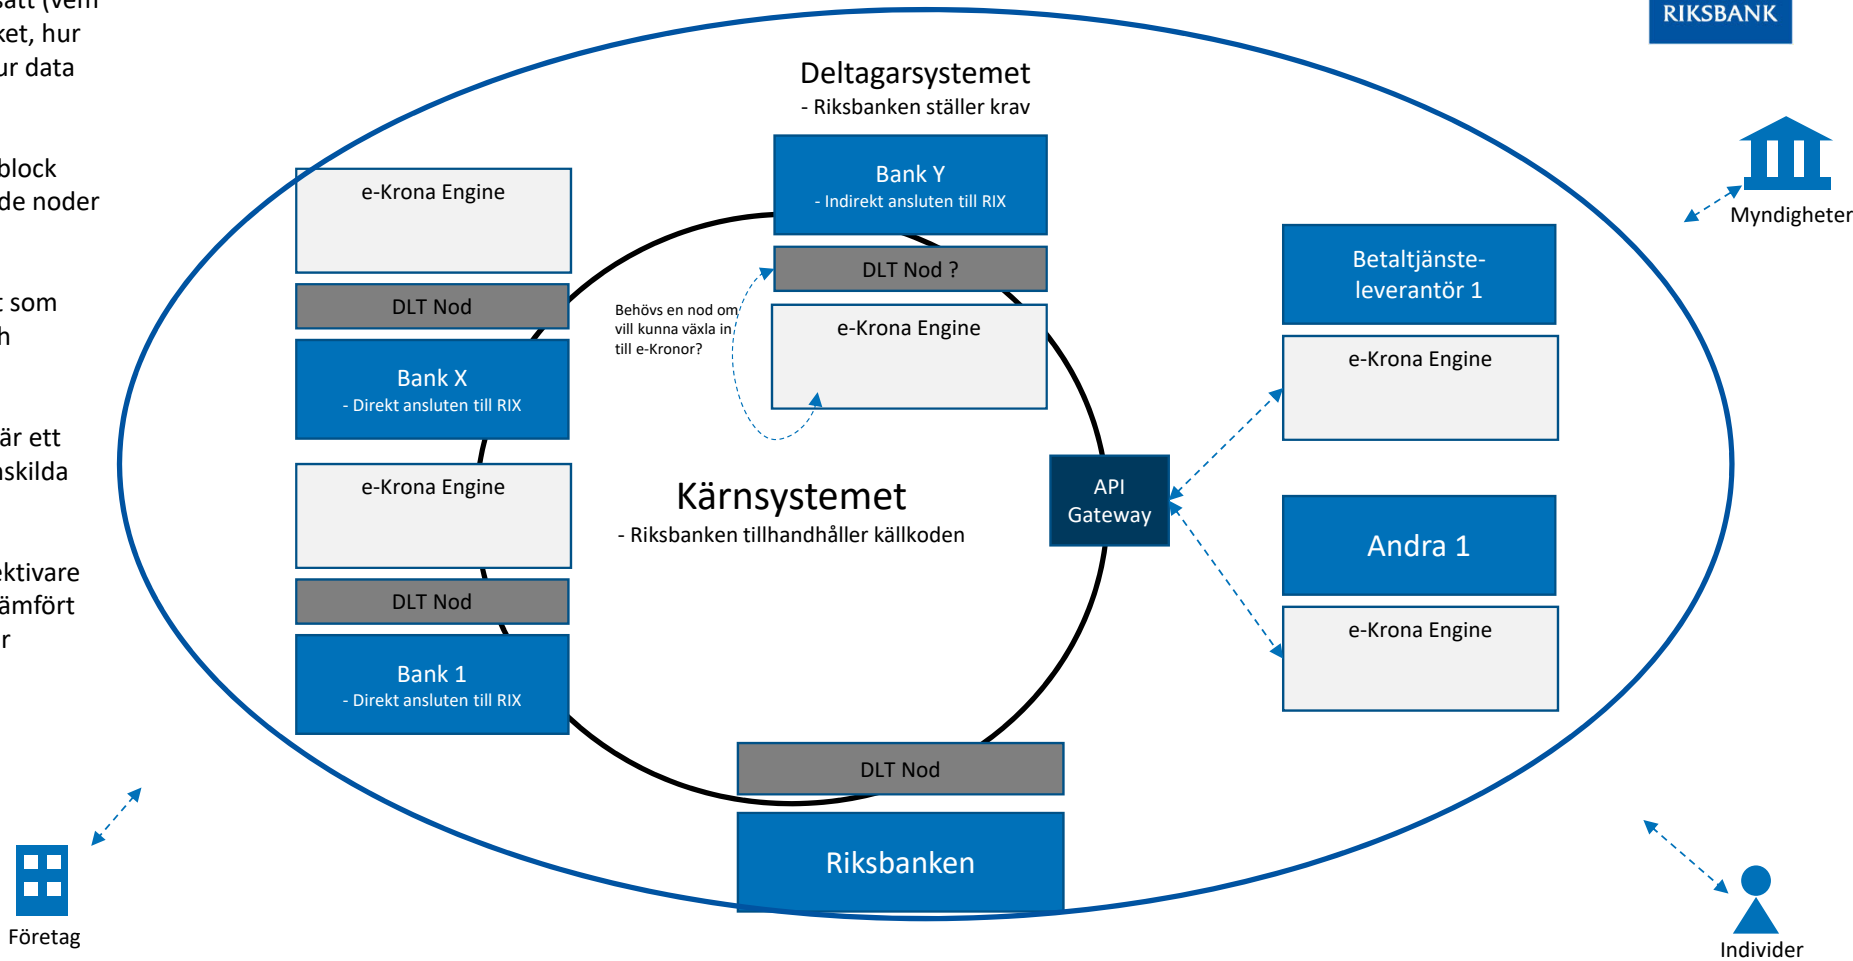 satt (vem
ket, hur
ur data
block
de noder
t som
h
är ett
nskilda
ektivare
jämfört
r
RIKSBANK
Deltagarsystemet
- Riksbanken ställer krav
e-Krona Engine
DLT Nod
Bank X
- Direkt ansluten till RIX
e-Krona Engine
DLT Nod
Bank 1
- Direkt ansluten till RIX
Bank Y
- Indirekt ansluten till RIX
DLT Nod ?
Behövs en nod om
vill kunna växla in
till e-Kronor?
e-Krona Engine
Kärnsystemet
- Riksbanken tillhandhåller källkoden
API
Gateway
Betaltjänste-
leverantör 1
e-Krona Engine
Andra 1
e-Krona Engine
DLT Nod
Riksbanken
Myndigheter
Företag
Individer